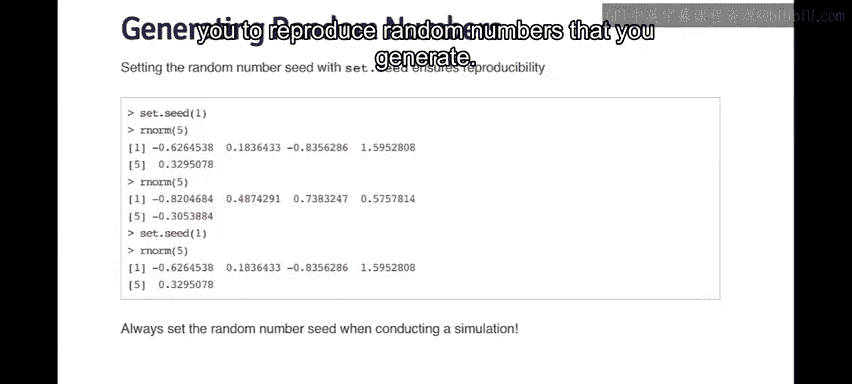 Generating Random Numbers
you to reproduce random numbers that you
generate.
Setting the random number seed with set.seed ensures reproducibility
> set.seed(1)
> rnorm(5)
[1] -0.6264538  0.1836433 -0.8356286  1.5952808
[5]  0.3295078
> rnorm(5)
[1] -0.8204684  0.4874291  0.7383247  0.5757814
[5] -0.3053884
> set.seed(1)
> rnorm(5)
[1] -0.6264538  0.1836433 -0.8356286  1.5952808
[5]  0.3295078
Always set the random number seed when conducting a simulation!